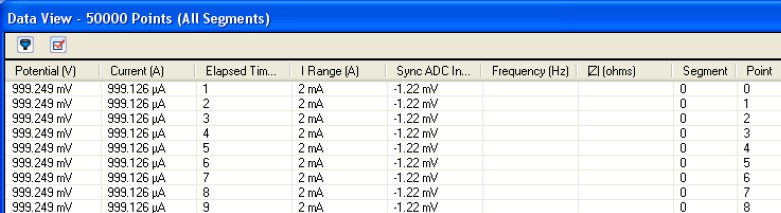 Data View - 50000 Points (All Segments)
Potential (V) Current (A) Elapsed Tim... I Range (A) Sync ADC In... Frequency (Hz) |Z| (ohms) Segment Point
999.249 mV 999.126 µA 1 2 mA -1.22 mV 0 0
999.249 mV 999.126 µA 2 2 mA -1.22 mV 0 1
999.249 mV 999.126 µA 3 2 mA -1.22 mV 0 2
999.249 mV 999.126 µA 4 2 mA -1.22 mV 0 3
999.249 mV 999.126 µA 5 2 mA -1.22 mV 0 4
999.249 mV 999.126 µA 6 2 mA -1.22 mV 0 5
999.249 mV 999.126 µA 7 2 mA -1.22 mV 0 6
999.249 mV 999.126 µA 8 2 mA -1.22 mV 0 7
999.249 mV 999.126 µA 9 2 mA -1.22 mV 0 8